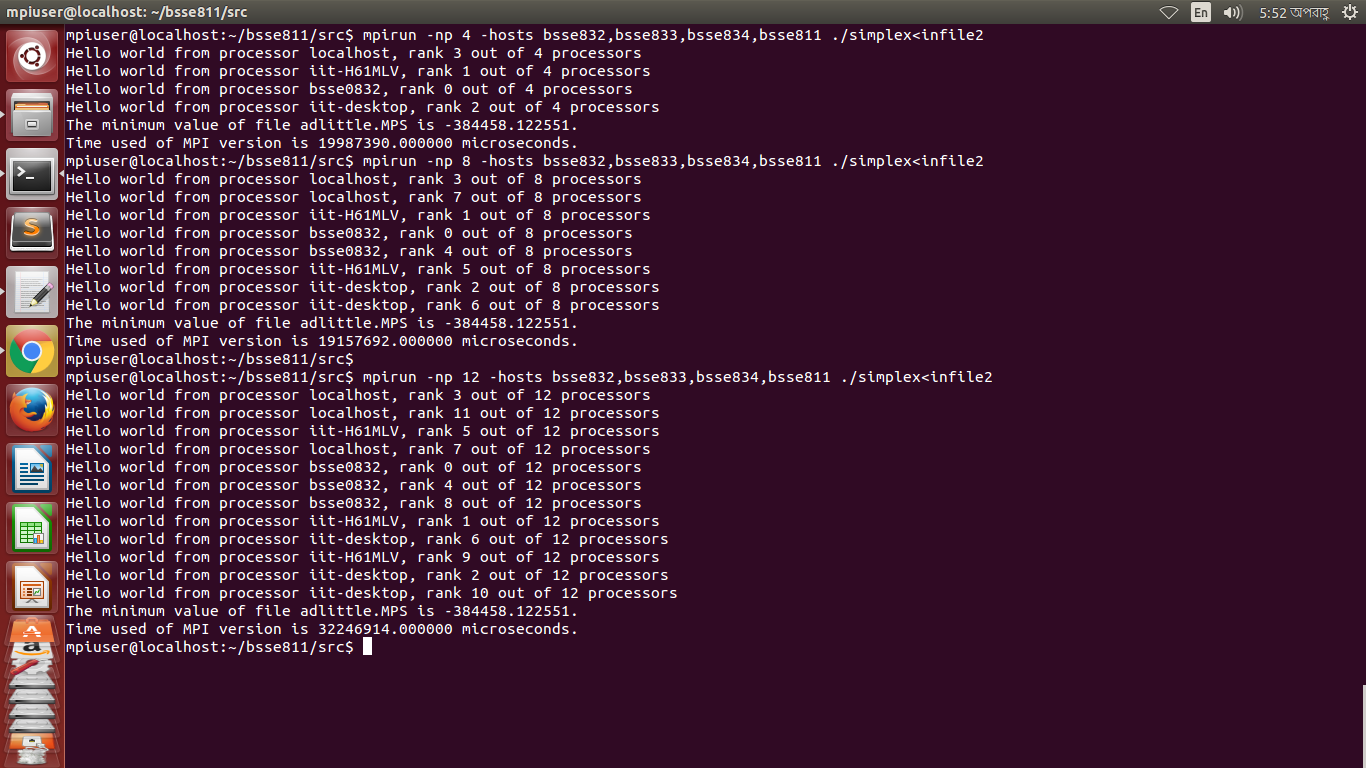 mpiuser@localhost: ~/bsse811/src
En
5:52 অপরাহ্ণ
mpiuser@localhost:~/bsse811/src$ mpirun -np 4 -hosts bsse832,bsse833,bsse834,bsse811 ./simplex<infile2
Hello world from processor localhost, rank 3 out of 4 processors
Hello world from processor iit-H61MLV, rank 1 out of 4 processors
Hello world from processor bsse0832, rank 0 out of 4 processors
Hello world from processor iit-desktop, rank 2 out of 4 processors
The minimum value of file adlittle.MPS is -384458.122551.
Time used of MPI version is 19987390.000000 microseconds.
mpiuser@localhost:~/bsse811/src$ mpirun -np 8 -hosts bsse832,bsse833,bsse834,bsse811 ./simplex<infile2
Hello world from processor localhost, rank 3 out of 8 processors
Hello world from processor localhost, rank 7 out of 8 processors
Hello world from processor iit-H61MLV, rank 1 out of 8 processors
Hello world from processor bsse0832, rank 0 out of 8 processors
Hello world from processor bsse0832, rank 4 out of 8 processors
Hello world from processor iit-H61MLV, rank 5 out of 8 processors
Hello world from processor iit-desktop, rank 2 out of 8 processors
Hello world from processor iit-desktop, rank 6 out of 8 processors
The minimum value of file adlittle.MPS is -384458.122551.
Time used of MPI version is 19157692.000000 microseconds.
mpiuser@localhost:~/bsse811/src$
mpiuser@localhost:~/bsse811/src$ mpirun -np 12 -hosts bsse832,bsse833,bsse834,bsse811 ./simplex<infile2
Hello world from processor localhost, rank 3 out of 12 processors
Hello world from processor localhost, rank 11 out of 12 processors
Hello world from processor iit-H61MLV, rank 5 out of 12 processors
Hello world from processor localhost, rank 7 out of 12 processors
Hello world from processor bsse0832, rank 0 out of 12 processors
Hello world from processor bsse0832, rank 4 out of 12 processors
Hello world from processor bsse0832, rank 8 out of 12 processors
Hello world from processor iit-H61MLV, rank 1 out of 12 processors
Hello world from processor iit-desktop, rank 6 out of 12 processors
Hello world from processor iit-H61MLV, rank 9 out of 12 processors
Hello world from processor iit-desktop, rank 2 out of 12 processors
Hello world from processor iit-desktop, rank 10 out of 12 processors
The minimum value of file adlittle.MPS is -384458.122551.
Time used of MPI version is 32246914.000000 microseconds.
mpiuser@localhost:~/bsse811/src$